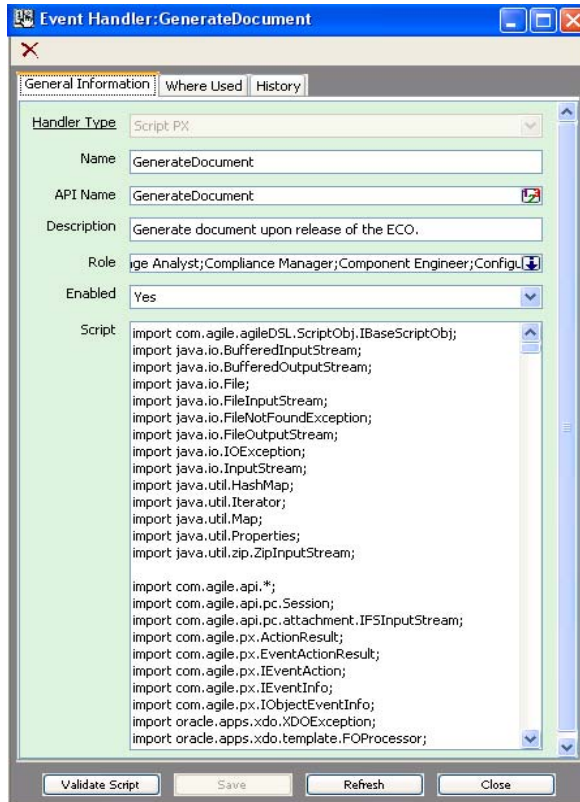 Event Handler:GenerateDocument
General Information Where Used History
Handler Type Script PX
Name GenerateDocument
API Name GenerateDocument
Description Generate document upon release of the ECO.
Role ge Analyst;Compliance Manager;Component Engineer;Configu
Enabled Yes
Script import com.agile.agileDSL.ScriptObj.IBaseScriptObj;
import java.io.BufferedInputStream;
import java.io.BufferedOutputStream;
import java.io.File;
import java.io.FileInputStream;
import java.io.FileNotFoundException;
import java.io.FileOutputStream;
import java.io.IOException;
import java.io.InputStream;
import java.util.HashMap;
import java.util.Iterator;
import java.util.Map;
import java.util.Properties;
import java.util.zip.ZipInputStream;
import com.agile.api.*;
import com.agile.api.pc.Session;
import com.agile.api.pc.attachment.IFSInputStream;
import com.agile.px.ActionResult;
import com.agile.px.EventActionResult;
import com.agile.px.IEventAction;
import com.agile.px.IEventInfo;
import com.agile.px.IObjectEventInfo;
import oracle.apps.xdo.XDOException;
import oracle.apps.xdo.template.FOProcessor;
Validate Script Save Refresh Close